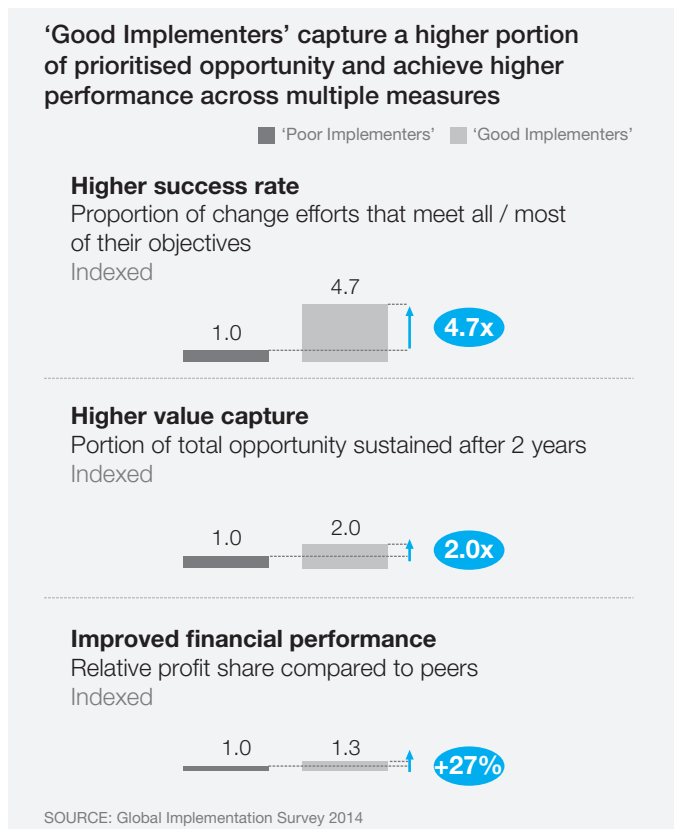 ‘Good Implementers’ capture a higher portion
of prioritised opportunity and achieve higher
performance across multiple measures
‘Poor Implementers’ ‘Good Implementers’
Higher success rate
Proportion of change efforts that meet all / most
of their objectives
Indexed
1.0
4.7
4.7x
Higher value capture
Portion of total opportunity sustained after 2 years
Indexed
1.0
2.0
2.0x
Improved financial performance
Relative profit share compared to peers
Indexed
1.0
1.3
+27%
SOURCE: Global Implementation Survey 2014